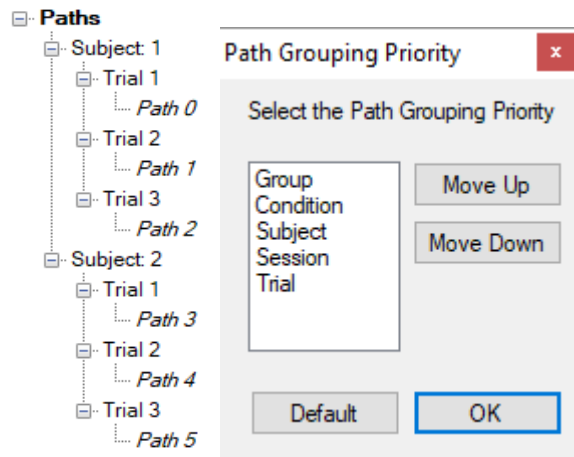 Paths
Subject: 1
Trial 1
Path 0
Trial 2
Path 1
Trial 3
Path 2
Subject: 2
Trial 1
Path 3
Trial 2
Path 4
Trial 3
Path 5
Path Grouping Priority
x
Select the Path Grouping Priority
Group
Condition
Subject
Session
Trial
Move Up
Move Down
Default
OK